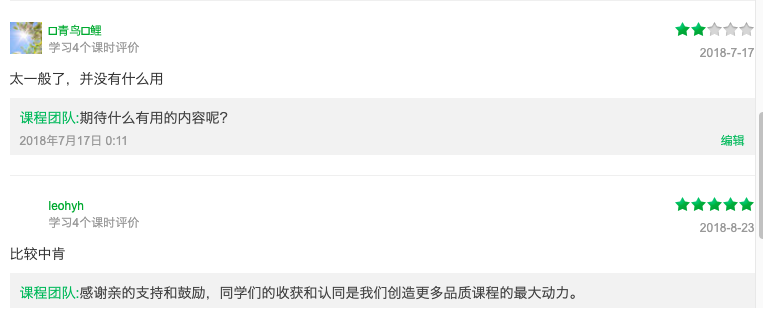 □青鸟□鲤
学习4个课时评价
2018-7-17
太一般了，并没有什么用
课程团队:期待什么有用的内容呢?
2018年7月17日 0:11
编辑
leohyh
学习4个课时评价
2018-8-23
比较中肯
课程团队:感谢亲的支持和鼓励，同学们的收获和认同是我们创造更多品质课程的最大动力。